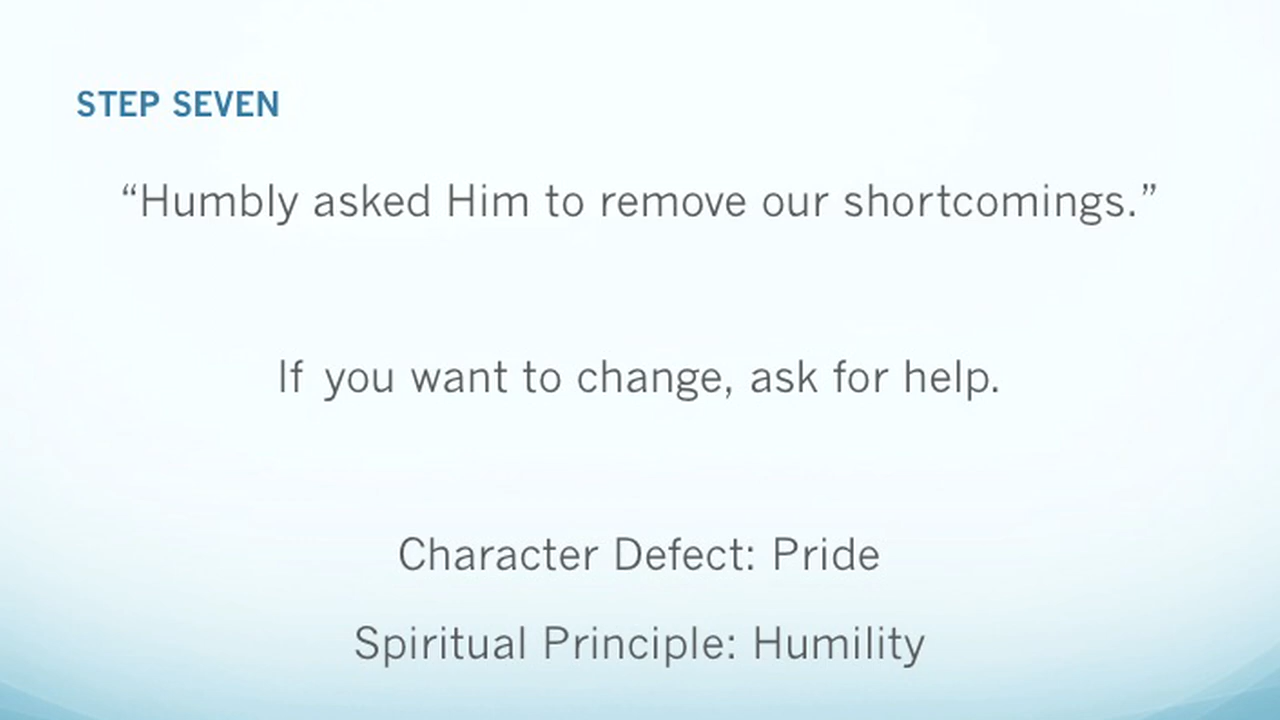 STEP SEVEN
“Humbly asked Him to remove our shortcomings.”
If you want to change, ask for help.
Character Defect: Pride
Spiritual Principle: Humility